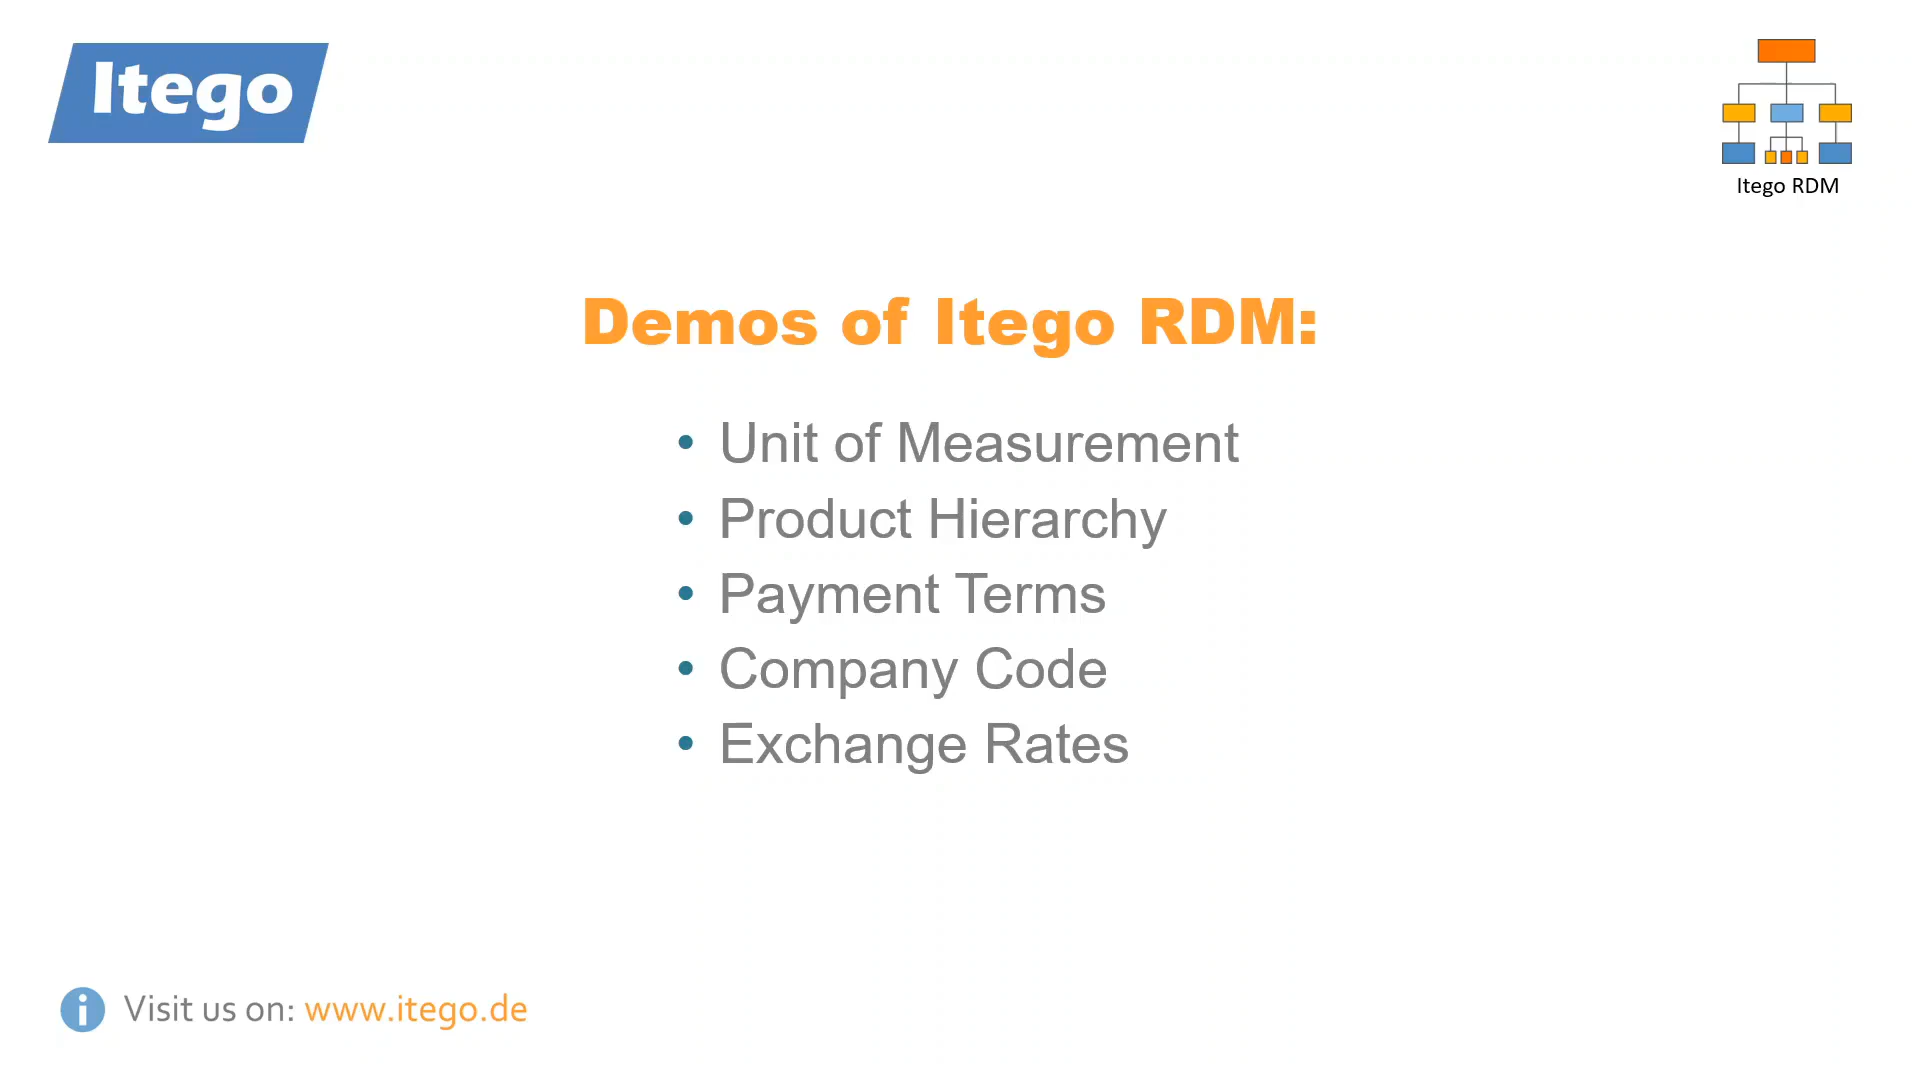 Itego
Itego RDM
Demos of Itego RDM:
• Unit of Measurement
• Product Hierarchy
• Payment Terms
• Company Code
• Exchange Rates
i Visit us on: www.itego.de